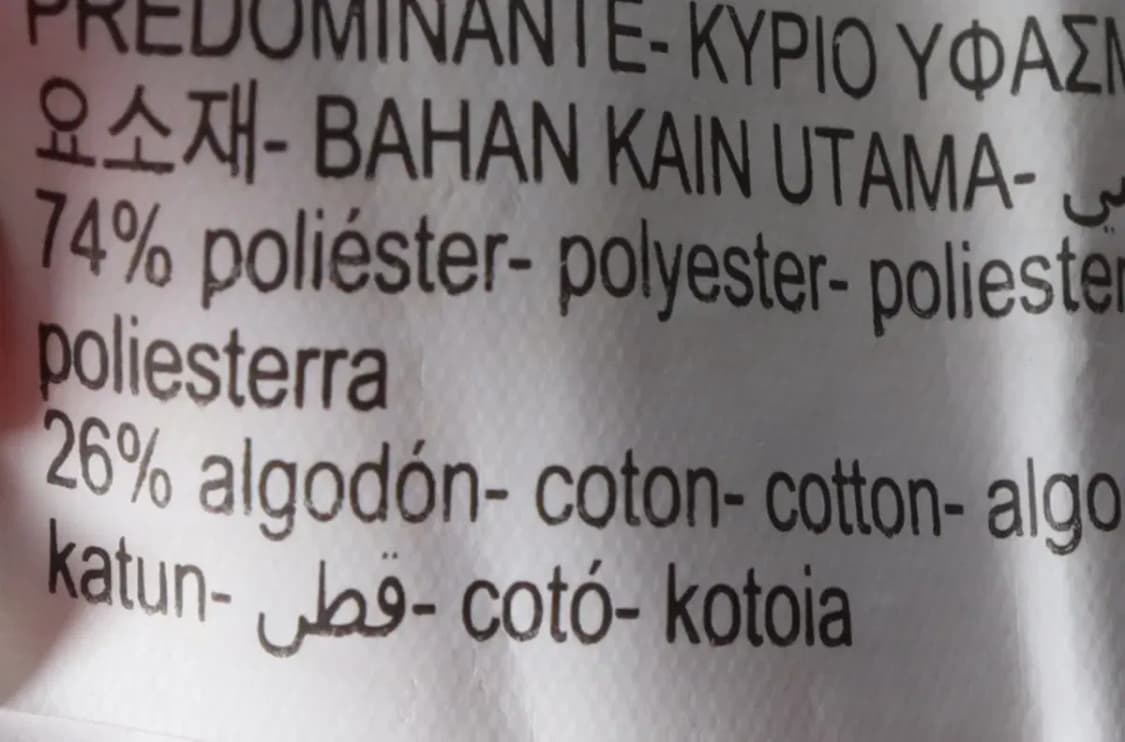 PREDOMINANTE- ΚΥΡΙΟ ΥΦΑΣΜ
요소재- BAHAN KAIN UTAMA-
74% poliéster- polyester- poliester
poliesterra
26% algodón- coton- cotton- algo
katun- قطن- cotó- kotoia